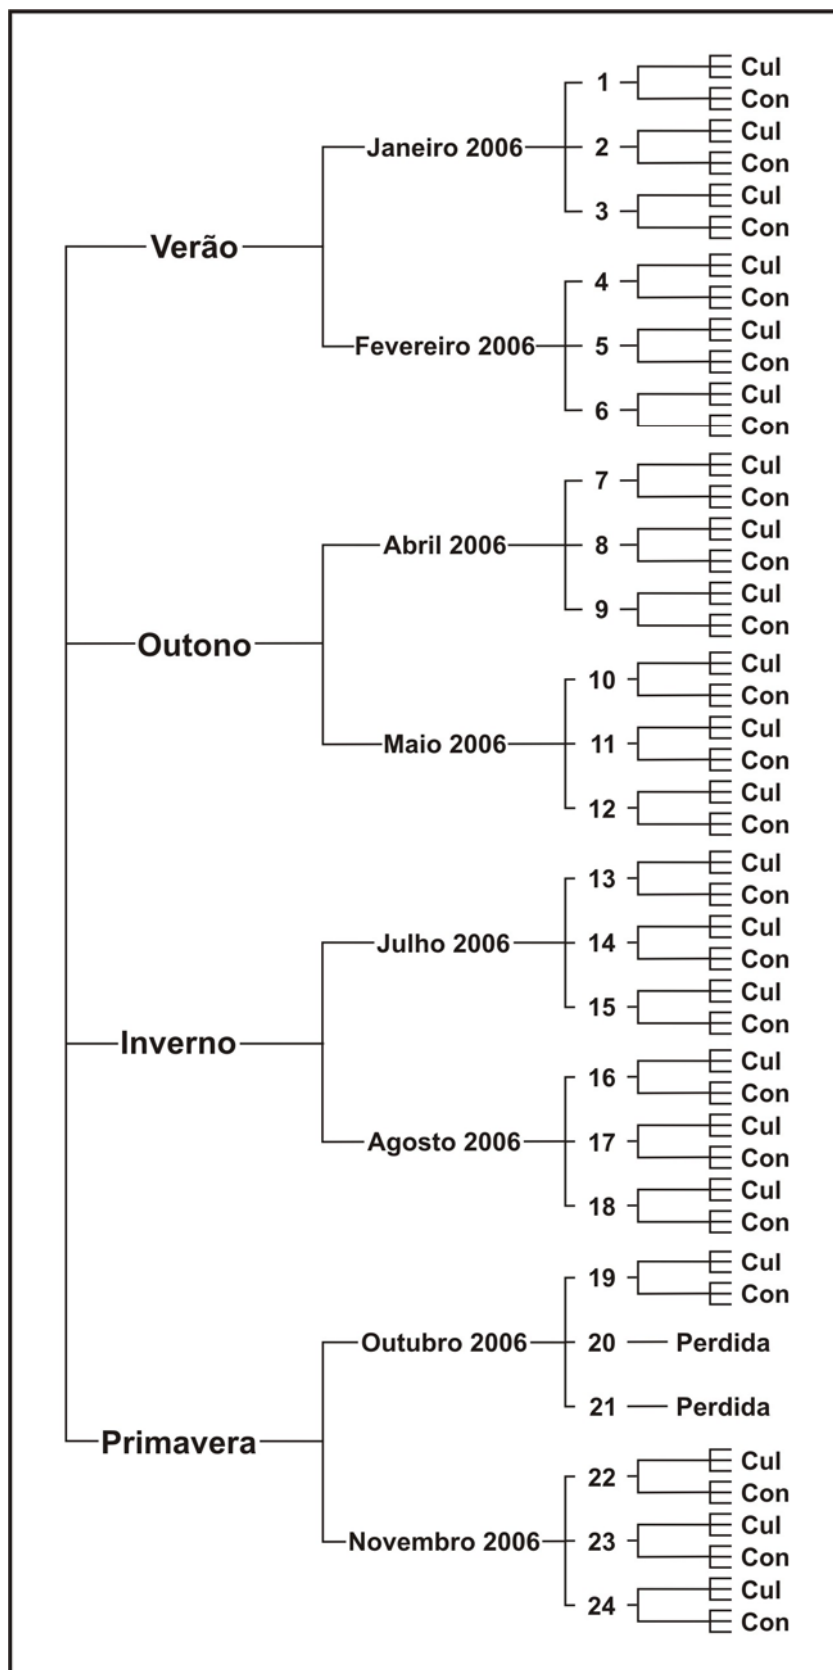 Cul
1
Con
Cul
Janeiro 2006
2
Con
Cul
3
Con
Verão
Cul
4
Con
Cul
Fevereiro 2006
5
Con
Cul
6
Con
Cul
7
Con
Cul
Abril 2006
8
Con
Cul
9
Con
Outono
Cul
10
Con
Cul
Maio 2006
11
Con
Cul
12
Con
Cul
13
Con
Cul
Julho 2006
14
Con
Cul
15
Con
Inverno
Cul
16
Con
Cul
Agosto 2006
17
Con
Cul
18
Con
Cul
19
Con
Outubro 2006
20
Perdida
21
Perdida
Primavera
Cul
22
Con
Cul
Novembro 2006
23
Con
Cul
24
Con